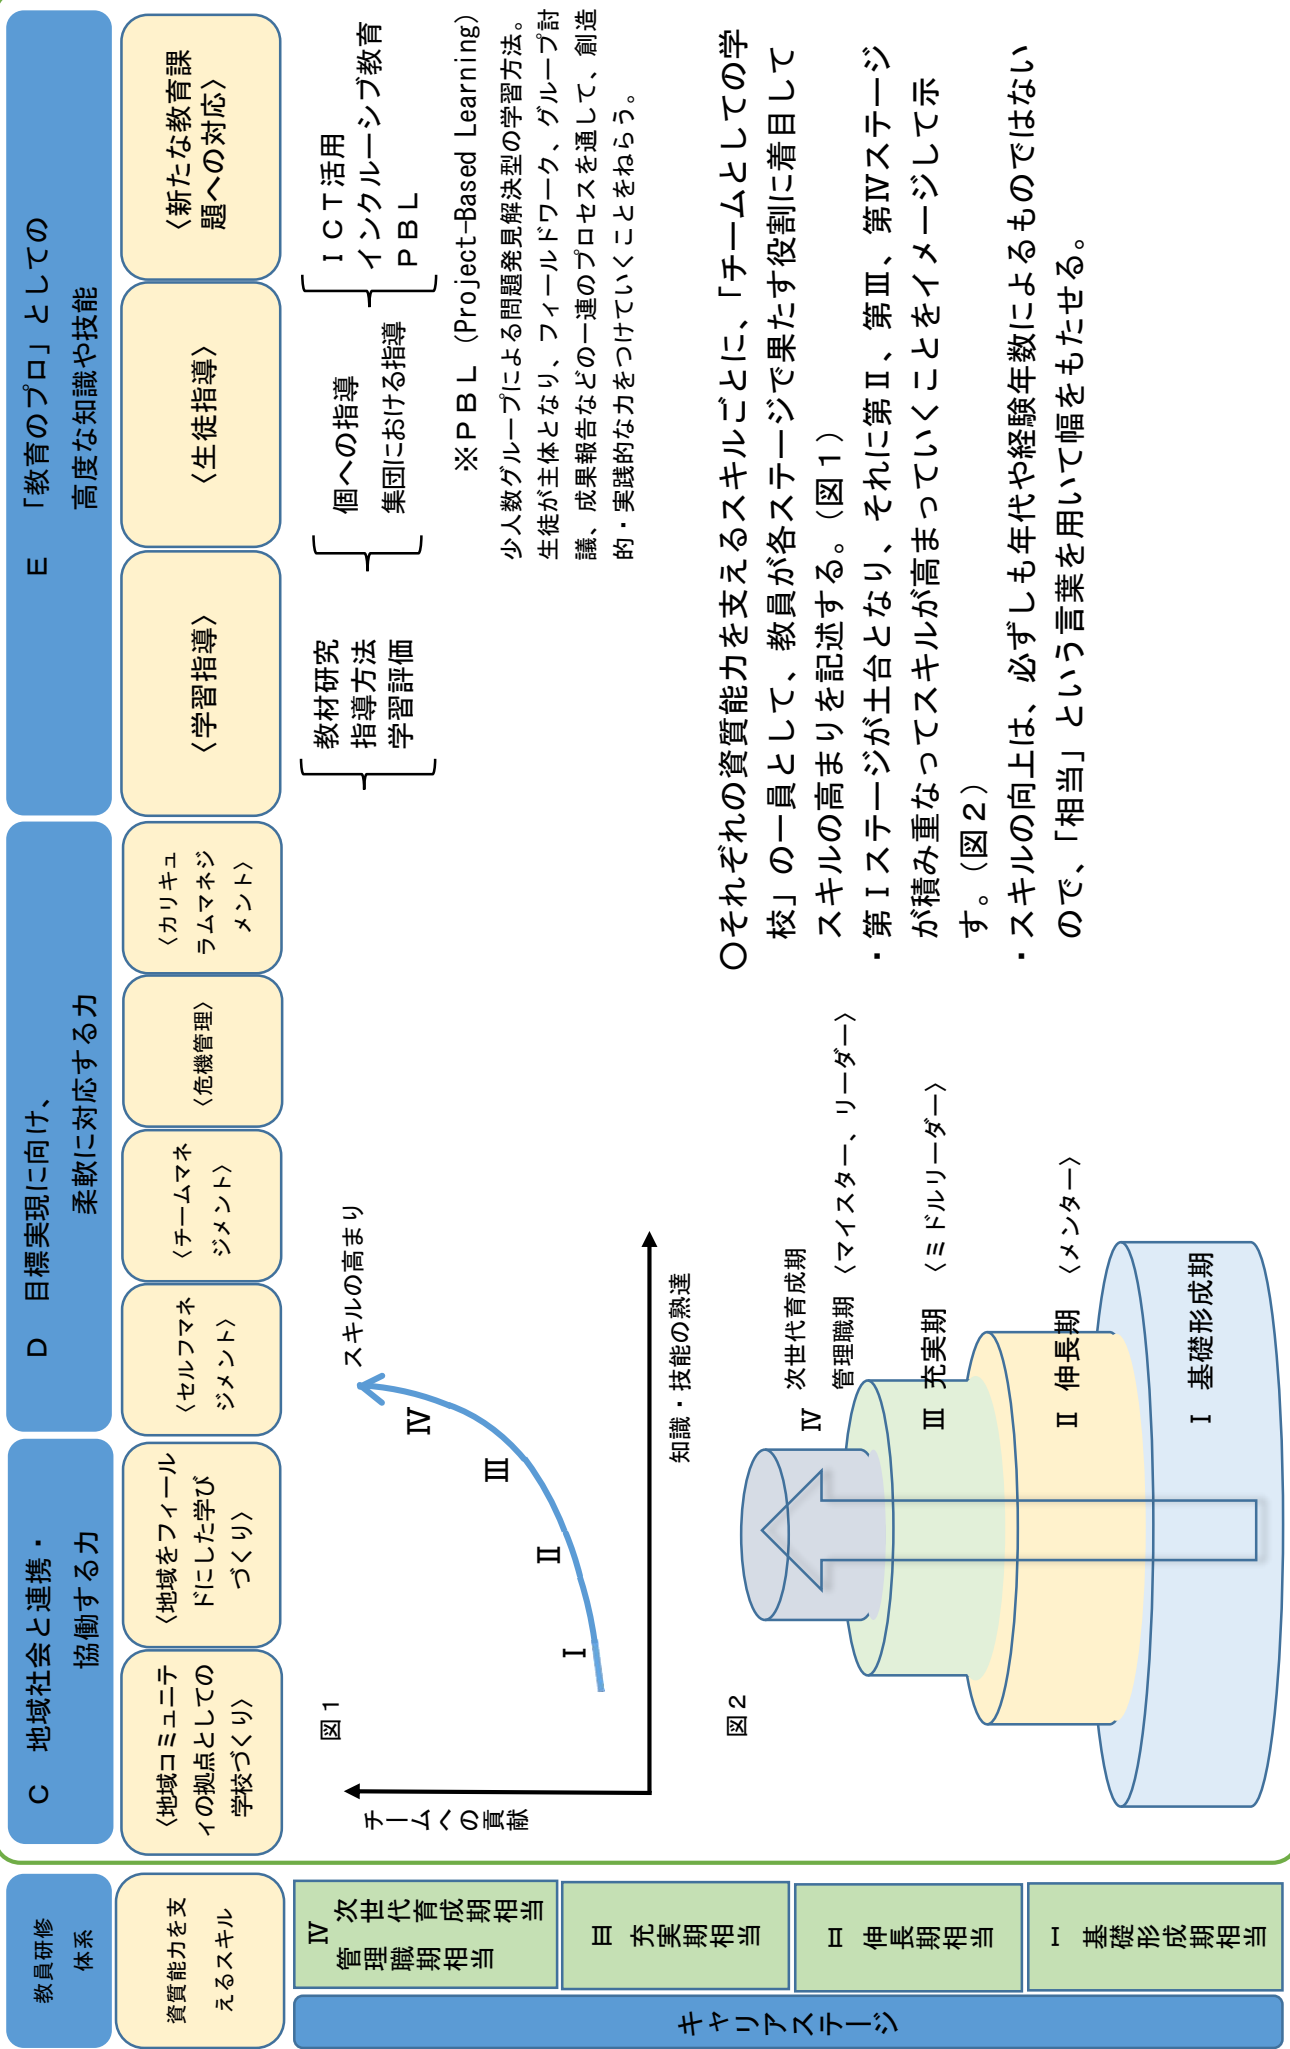 教員研修
体系
資質能力を支
えるスキル
キャリアステージ
Ⅳ 次世代育成期相当
管理職期相当
Ⅲ 充実期相当
Ⅱ 伸長期相当
Ⅰ 基礎形成期相当
C 地域社会と連携・
協働する力
〈地域コミュニテ
ィの拠点としての
学校づくり〉
〈地域をフィール
ドにした学び
づくり〉
D 目標実現に向け、
柔軟に対応する力
〈セルフマネ
ジメント〉
〈チームマネ
ジメント〉
〈危機管理〉
〈カリキュ
ラムマネジ
メント〉
E 「教育のプロ」としての
高度な知識や技能
〈学習指導〉
〈生徒指導〉
〈新たな教育課
題への対応〉
教材研究
指導方法
学習評価
個への指導
集団における指導
ICT活用
インクルーシブ教育
PBL
※PBL（Project-Based Learning）
少人数グループによる問題発見解決型の学習方法。
生徒が主体となり、フィールドワーク、グループ討
議、成果報告などの一連のプロセスを通して、創造
的・実践的な力をつけていくことをねらう。
図1
チームへの貢献
スキルの高まり
Ⅰ
Ⅱ
Ⅲ
Ⅳ
知識・技能の熟達
図2
Ⅳ 次世代育成期
管理職期 〈マイスター、リーダー〉
Ⅲ 充実期 〈ミドルリーダー〉
Ⅱ 伸長期 〈メンター〉
Ⅰ 基礎形成期
〇それぞれの資質能力を支えるスキルごとに、「チームとしての学
校」の一員として、教員が各ステージで果たす役割に着目して
スキルの高まりを記述する。（図1）
・第Ⅰステージが土台となり、それに第Ⅱ、第Ⅲ、第Ⅳステージ
が積み重なってスキルが高まっていくことをイメージして示
す。（図2）
・スキルの向上は、必ずしも年代や経験年数によるものではない
ので、「相当」という言葉を用いて幅をもたせる。